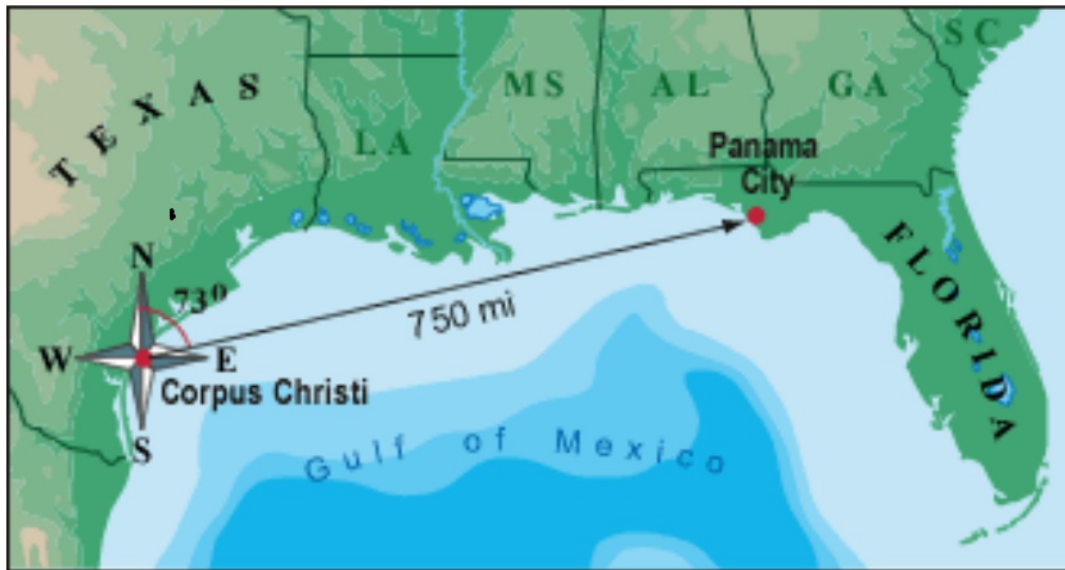 SC
MS
AL
GA
TEXAS
LA
Panama
City
N
73°
750 mi
FLORIDA
W
E
Corpus Christi
S
Gulf of Mexico